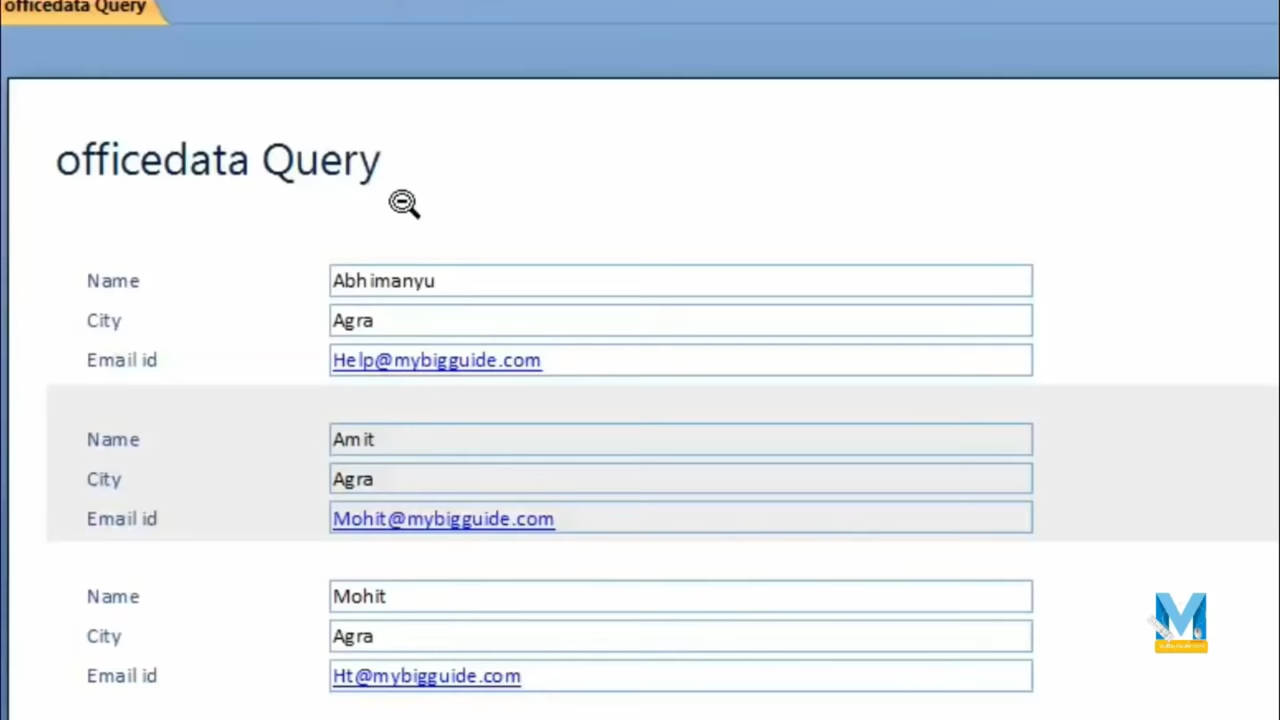 officedata Query
officedata Query
Name Abhimanyu
City Agra
Email id Help@mybigguide.com
Name Amit
City Agra
Email id Mohit@mybigguide.com
Name Mohit
City Agra
Email id Ht@mybigguide.com
M